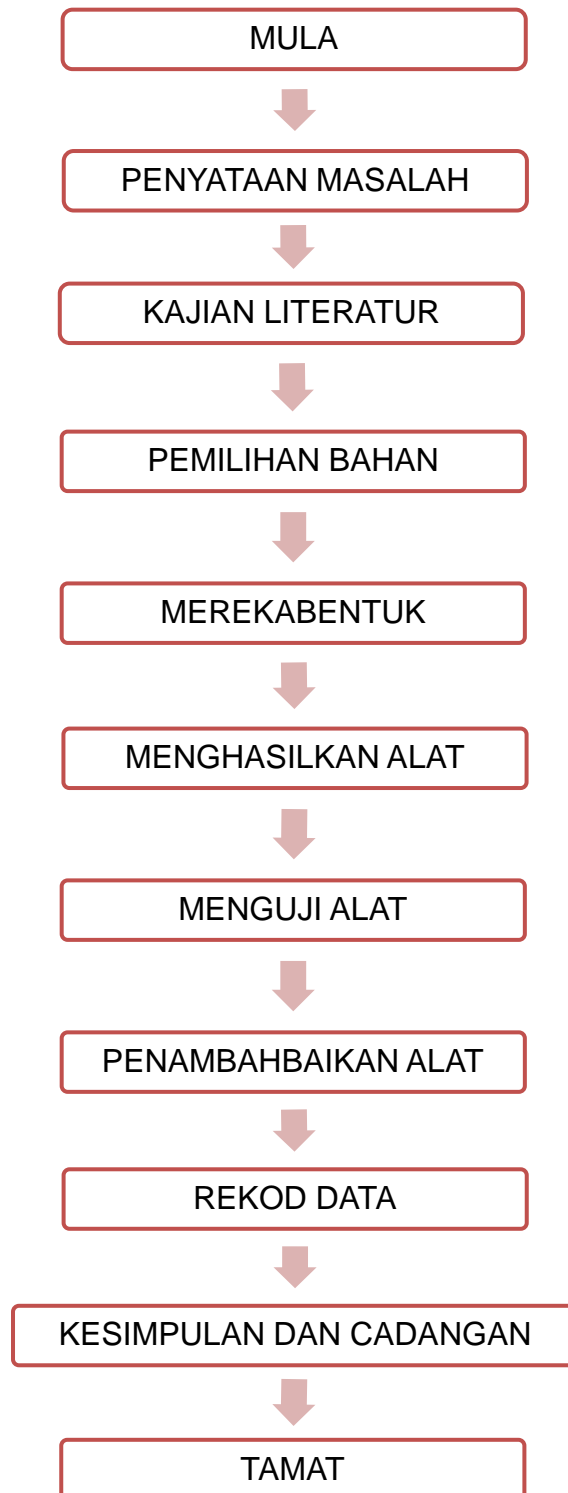 MULA
PENYATAAN MASALAH
KAJIAN LITERATUR
PEMILIHAN BAHAN
MEREKABENTUK
MENGHASILKAN ALAT
MENGUJI ALAT
PENAMBAHBAIKAN ALAT
REKOD DATA
KESIMPULAN DAN CADANGAN
TAMAT